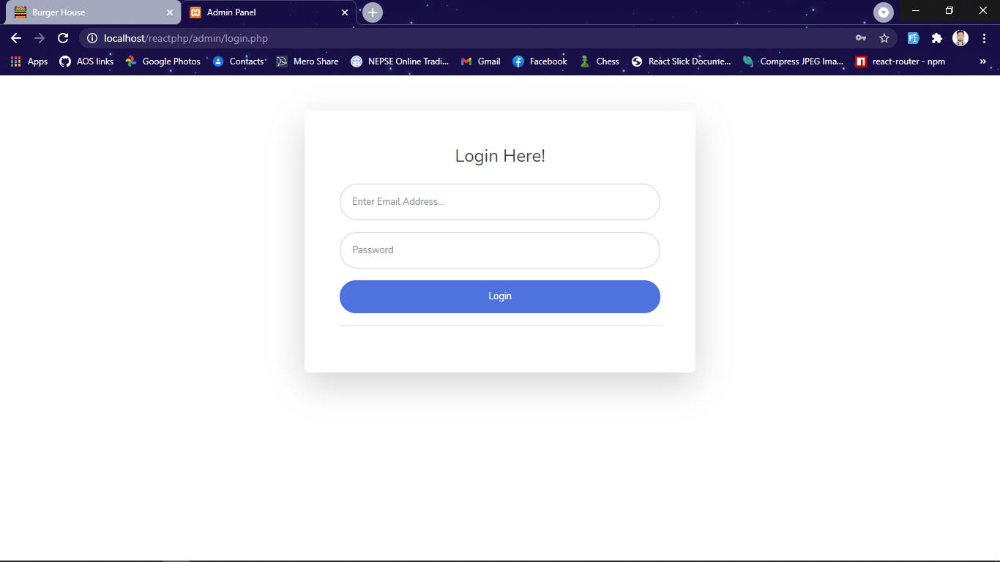 Burger House
Admin Panel
localhost/reactphp/admin/login.php
Apps AOS links Google Photos Contacts Mero Share NEPSE Online Tradi... Gmail Facebook Chess React Slick Docume... Compress JPEG Ima... react-router - npm »
Login Here!
Enter Email Address...
Password
Login